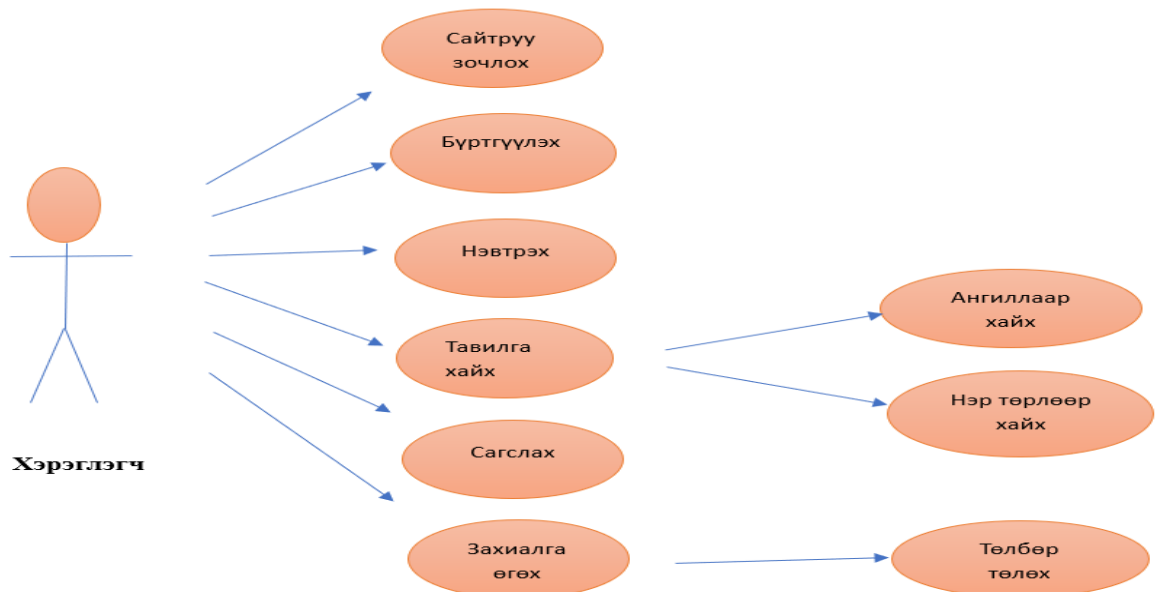 Сайтруу
зочлох
Бүртгүүлэх
Нэвтрэх
Тавилга
хайх
Сагслах
Захиалга
өгөх
Ангиллаар
хайх
Нэр төрлөөр
хайх
Төлбөр
төлөх
Хэрэглэгч